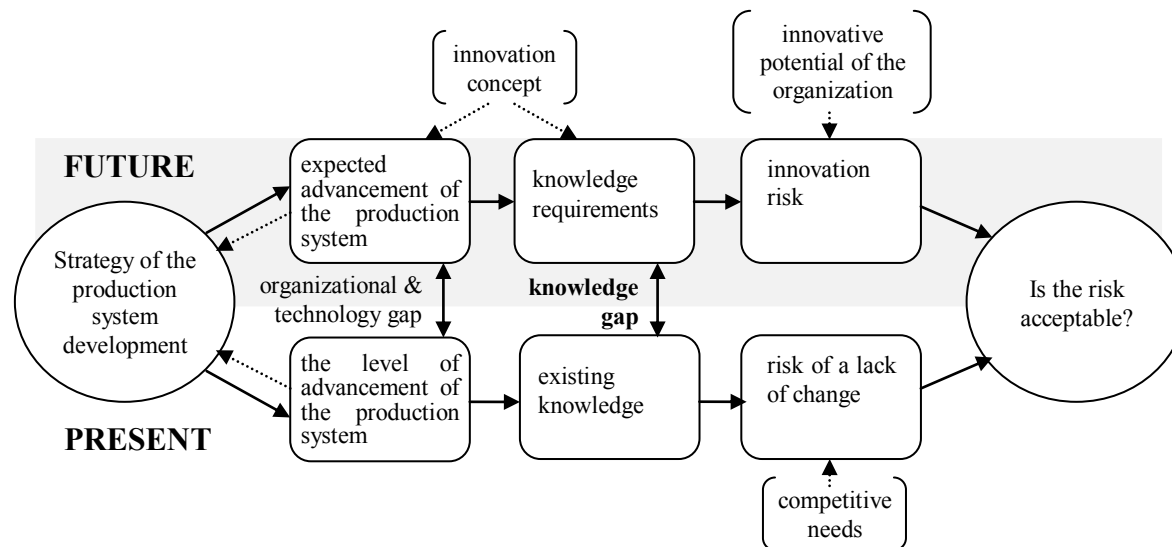 innovation
concept
innovative
potential of the
organization
FUTURE
expected
advancement of
the production
system
knowledge
requirements
innovation
risk
Strategy of the
production
system
development
organizational &
technology gap
knowledge
gap
Is the risk
acceptable?
PRESENT
the level of
advancement of
the production
system
existing
knowledge
risk of a lack
of change
competitive
needs